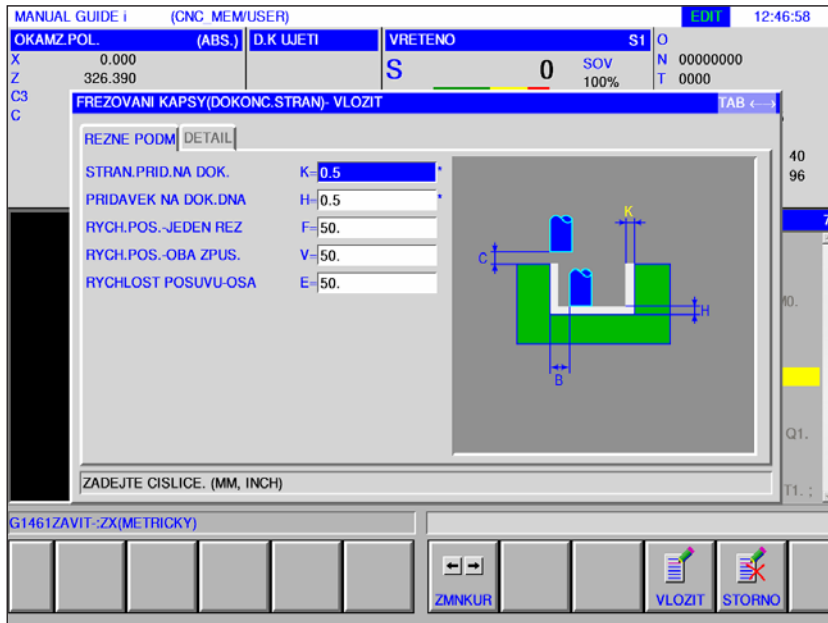 MANUAL GUIDE i (CNC_MEM/USER) EDIT 12:46:58
OKAMZ.POL. (ABS.) D.K UJETI VRETENO S1 O
X 0.000 S 0 SOV N 00000000
Z 326.390 100% T 0000
C3
C
FREZOVANI KAPSY(DOKONC.STRAN)- VLOZIT TAB
REZNE PODM DETAIL
STRAN.PRID.NA DOK. K= 0.5 *
PRIDAVEK NA DOK.DNA H= 0.5 *
RYCH.POS.-JEDEN REZ F= 50.
RYCH.POS.-OBA ZPUS. V= 50.
RYCHLOST POSUVU-OSA E= 50.
K
C
H
B
40
96
7
M0.
Q1.
T1. ;
ZADEJTE CISLICE. (MM, INCH)
G1461ZAVIT-:ZX(METRICKY)
ZMNKUR VLOZIT STORNO